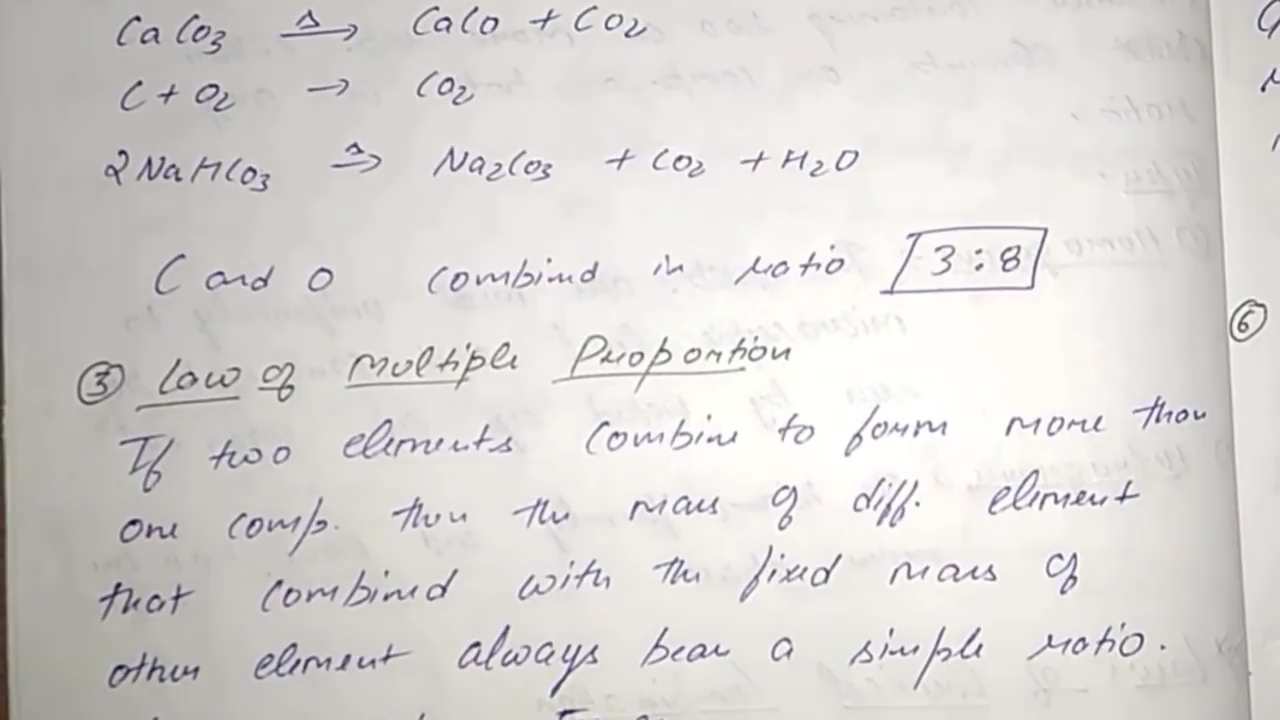 CaCO3 △→ CaCO + CO2
C + O2 → CO2
2NaHCO3 △→ Na2CO3 + CO2 + H2O
C and O combind in ratio 3:8
③ Law of Multiple Proportion
If two elements combine to form more than
one comp. then the mass of diff. element
that combined with the fixed mass of
other element always bear a simple ratio.
⑥